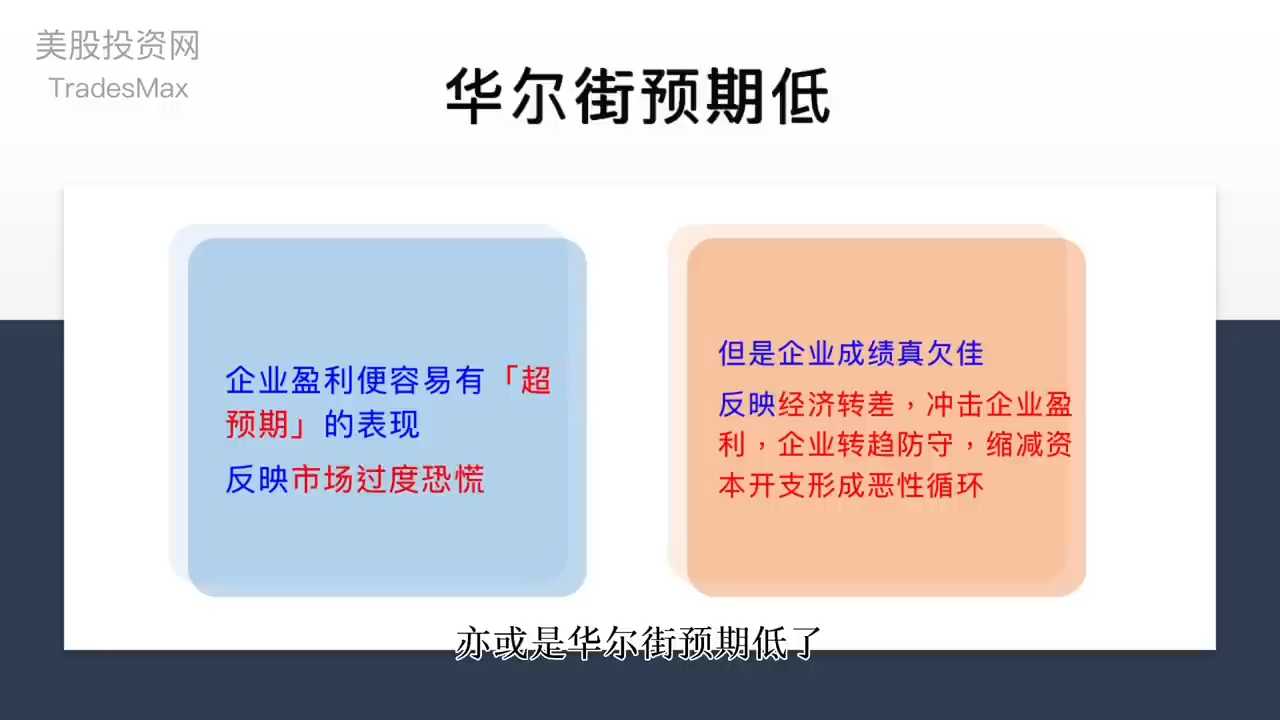 美股投资网
TradesMax
华尔街预期低
企业盈利便容易有「超
预期」的表现
反映市场过度恐慌
但是企业成绩真欠佳
反映经济转差，冲击企业盈
利，企业转趋防守，缩减资
本开支形成恶性循环
亦或是华尔街预期低了